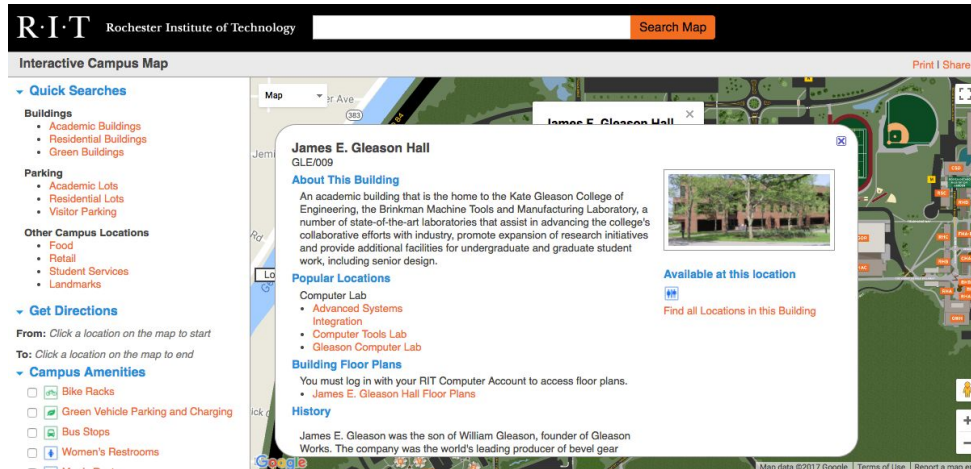 R·I·T Rochester Institute of Technology
Search Map
Interactive Campus Map
Print | Share
Quick Searches
Buildings
Academic Buildings
Residential Buildings
Green Buildings
Parking
Academic Lots
Residential Lots
Visitor Parking
Other Campus Locations
Food
Retail
Student Services
Landmarks
Get Directions
From: Click a location on the map to start
To: Click a location on the map to end
Campus Amenities
Bike Racks
Green Vehicle Parking and Charging
Bus Stops
Women's Restrooms
Map
Ave
383
Jem
Rd
Lo
James E. Gleason Hall
James E. Gleason Hall
GLE/009
About This Building
An academic building that is the home to the Kate Gleason College of
Engineering, the Brinkman Machine Tools and Manufacturing Laboratory, a
number of state-of-the-art laboratories that assist in advancing the college's
collaborative efforts with industry, promote expansion of research initiatives
and provide additional facilities for undergraduate and graduate student
work, including senior design.
Popular Locations
Computer Lab
Advanced Systems
Integration
Computer Tools Lab
Gleason Computer Lab
Building Floor Plans
You must log in with your RIT Computer Account to access floor plans.
James E. Gleason Hall Floor Plans
History
James E. Gleason was the son of William Gleason, founder of Gleason
Works. The company was the world's leading producer of bevel gear
Available at this location
Find all Locations in this Building
Google
Map data ©2017 Google
Terms of Use
Report a map